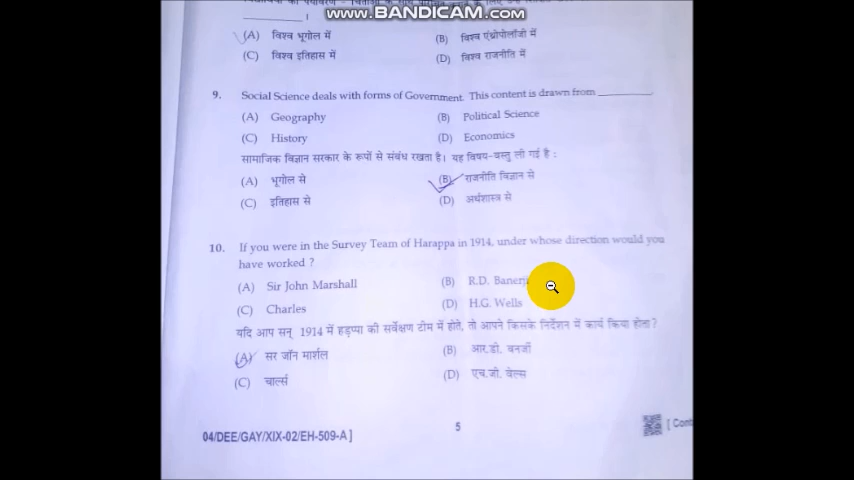 www.BANDICAM.com
(A) विश्व भूगोल में (B) विश्व एंथ्रोपोलॉजी में
(C) विश्व इतिहास में (D) विश्व राजनीति में
9. Social Science deals with forms of Government. This content is drawn from ________
(A) Geography (B) Political Science
(C) History (D) Economics
सामाजिक विज्ञान सरकार के रूपों से संबंध रखता है। यह विषय-वस्तु ली गई है :
(A) भूगोल से (B) राजनीति विज्ञान से
(C) इतिहास से (D) अर्थशास्त्र से
10. If you were in the Survey Team of Harappa in 1914, under whose direction would you
have worked ?
(A) Sir John Marshall (B) R.D. Banerji
(C) Charles (D) H.G. Wells
यदि आप सन् 1914 में हड़प्पा की सर्वेक्षण टीम में होते, तो आपने किसके निर्देशन में कार्य किया होता ?
(A) सर जॉन मार्शल (B) आर.डी. बनर्जी
(C) चार्ल्स (D) एच.जी. वेल्स
04/DEE/GAY/XIX-02/EH-509-A] 5 [ Cont